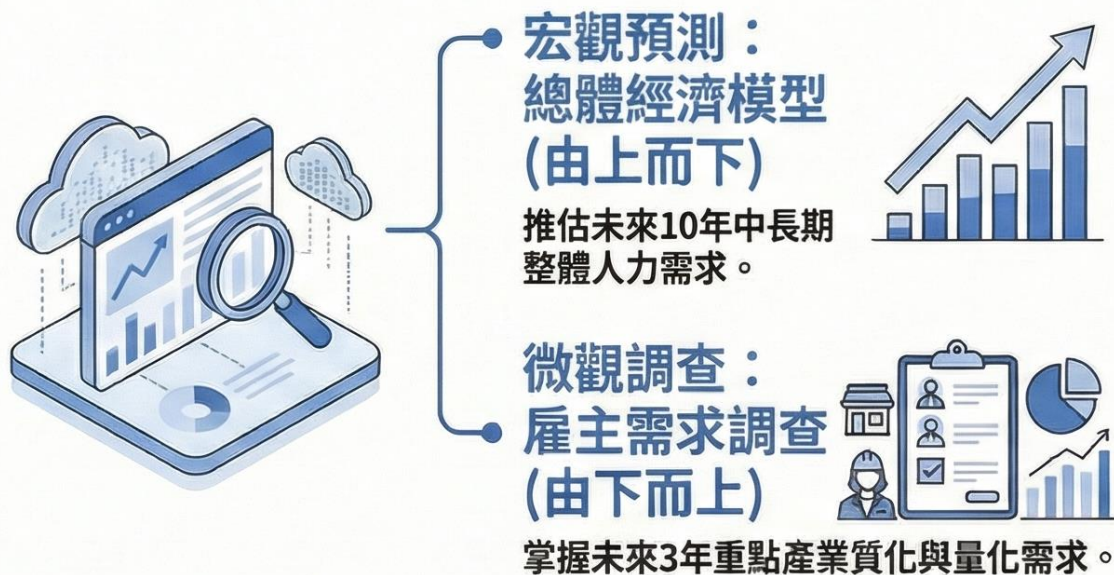 宏觀預測：
總體經濟模型
(由上而下)
推估未來10年中長期
整體人力需求。
微觀調查：
雇主需求調查
(由下而上)
掌握未來3年重點產業質化與量化需求。